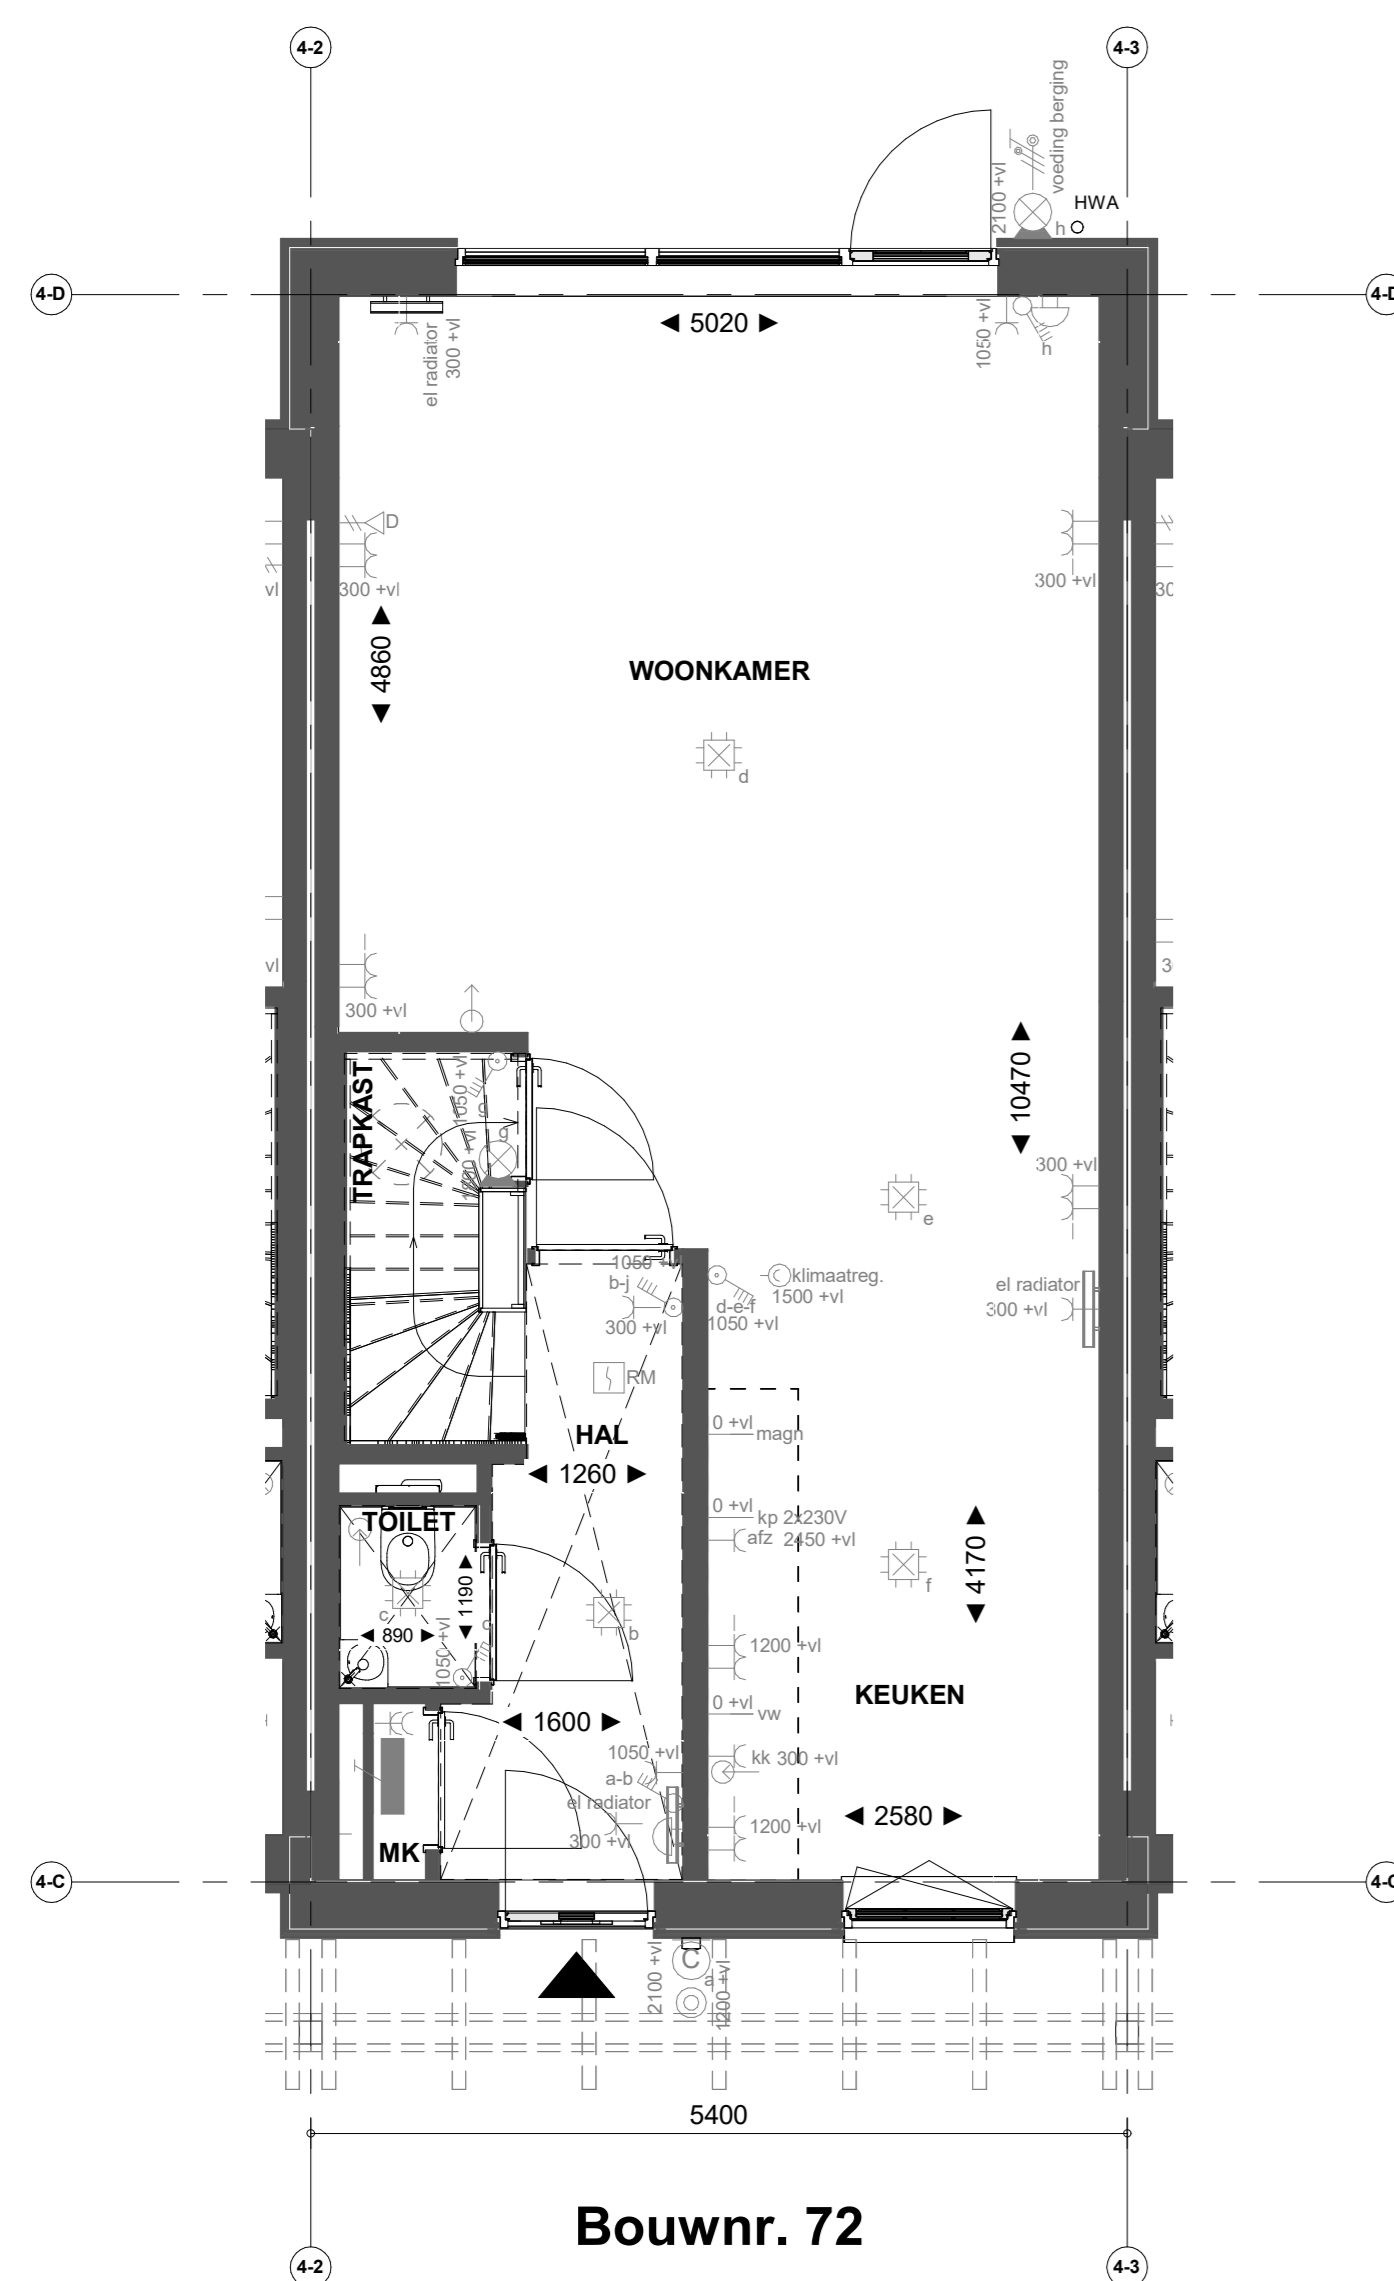 4-2
4-3
voeding berging
2100 +vl
HWA
h
4-D
4-D
5020
el radiator
300 +vl
1050 +vl
h
D
vl
300 +vl
300 +vl
30
4860
WOONKAMER
d
vl
300 +vl
3
10470
TRAPKAST
1050 +vl
g
g
300 +vl
e
1050 +vl
b-j
300 +vl
klimaatreg.
1500 +vl
d-e-f
1050 +vl
el radiator
300 +vl
RM
HAL
1260
0 +vl
magn
0 +vl
kp 2x230V
afz 2450 +vl
TOILET
1190
c
890
c
1050 +vl
b
f
4170
1200 +vl
KEUKEN
0 +vl
vw
1600
1050 +vl
a-b
el radiator
300 +vl
kk 300 +vl
1200 +vl
2580
MK
4-C
4-C
2100 +vl
C
a
1200 +vl
5400
Bouwnr. 72
4-2
4-3